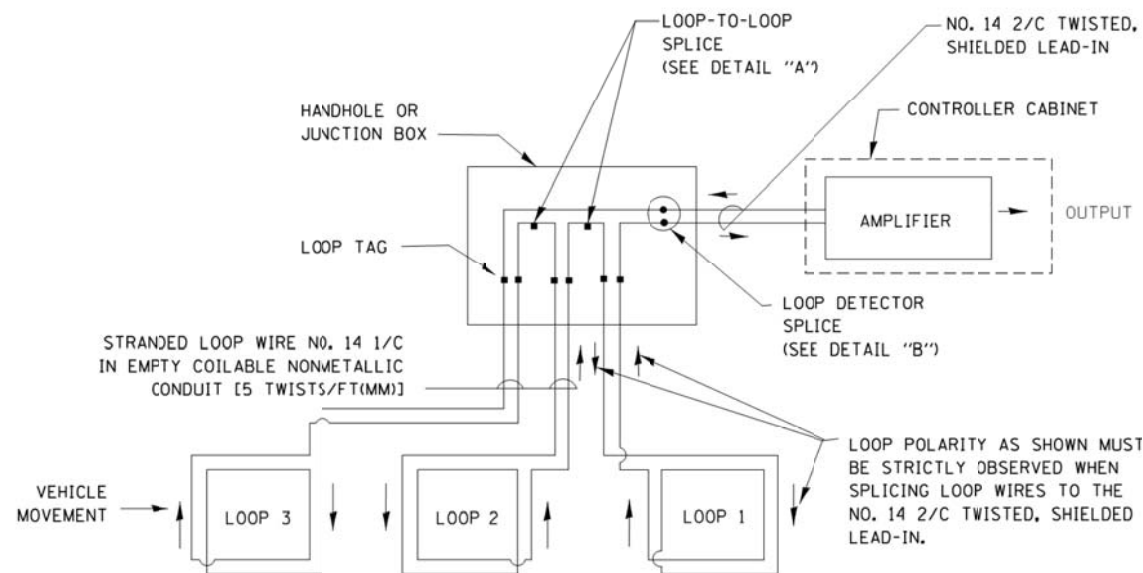 LOOP-TO-LOOP
SPLICE
(SEE DETAIL "A")
NO. 14 2/C TWISTED,
SHIELDED LEAD-IN
HANDHOLE OR
JUNCTION BOX
CONTROLLER CABINET
AMPLIFIER
OUTPUT
LOOP TAG
LOOP DETECTOR
SPLICE
(SEE DETAIL "B")
STRANDED LOOP WIRE NO. 14 1/C
IN EMPTY COILABLE NONMETALLIC
CONDUIT [5 TWISTS/FT(MM)]
LOOP POLARITY AS SHOWN MUST
BE STRICTLY OBSERVED WHEN
SPLICING LOOP WIRES TO THE
NO. 14 2/C TWISTED, SHIELDED
LEAD-IN.
VEHICLE
MOVEMENT
LOOP 3
LOOP 2
LOOP 1